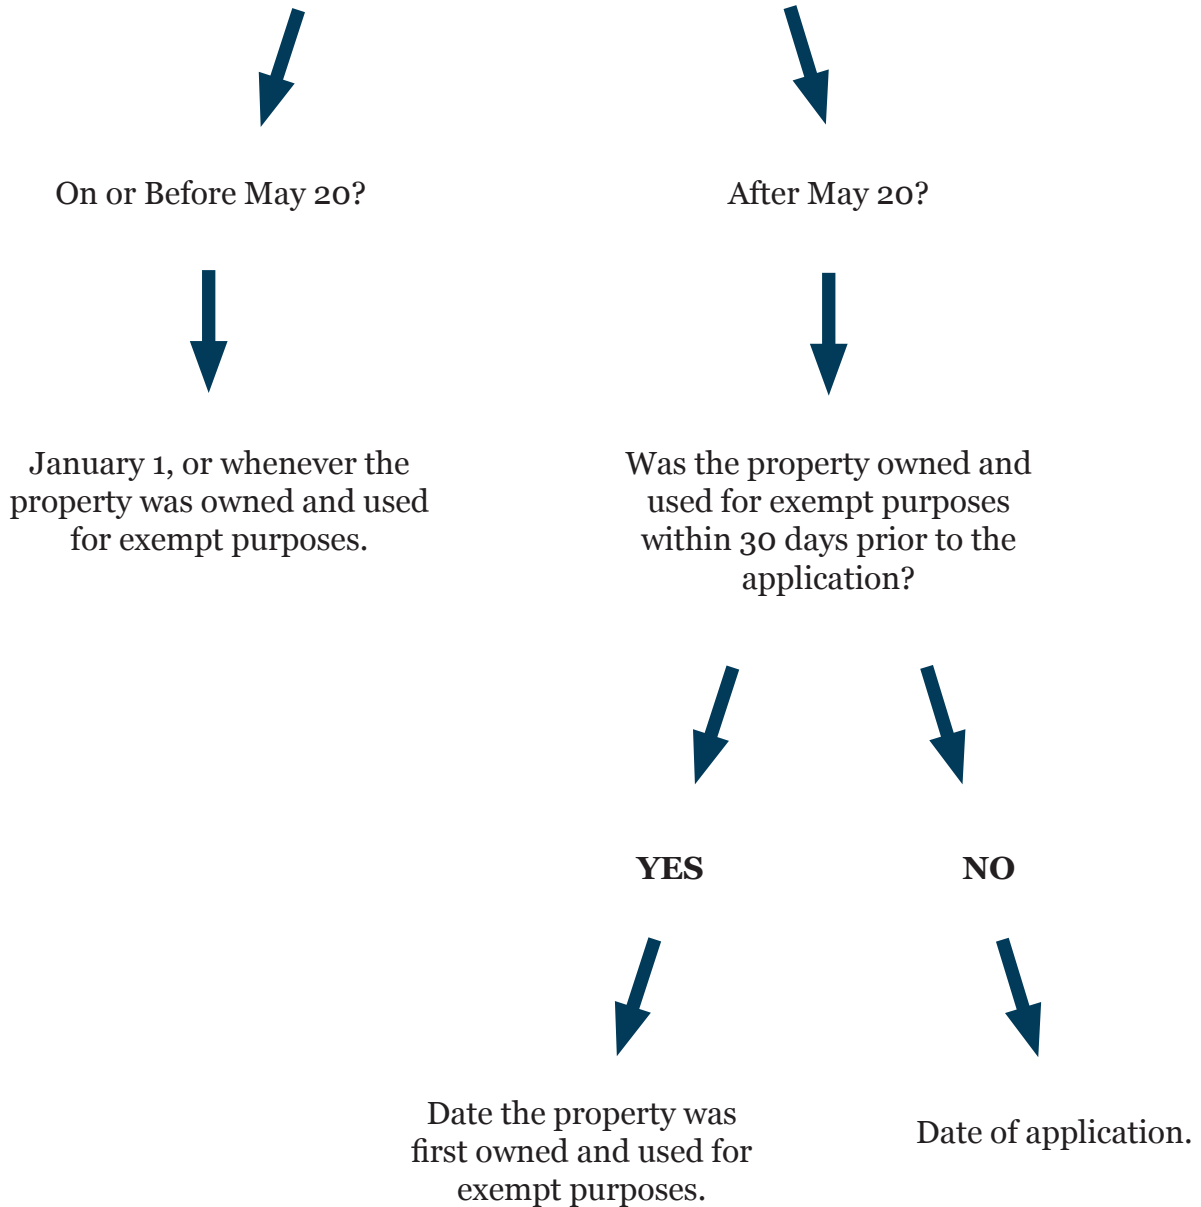 On or Before May 20?
After May 20?
January 1, or whenever the
property was owned and used
for exempt purposes.
Was the property owned and
used for exempt purposes
within 30 days prior to the
application?
YES
NO
Date the property was
first owned and used for
exempt purposes.
Date of application.